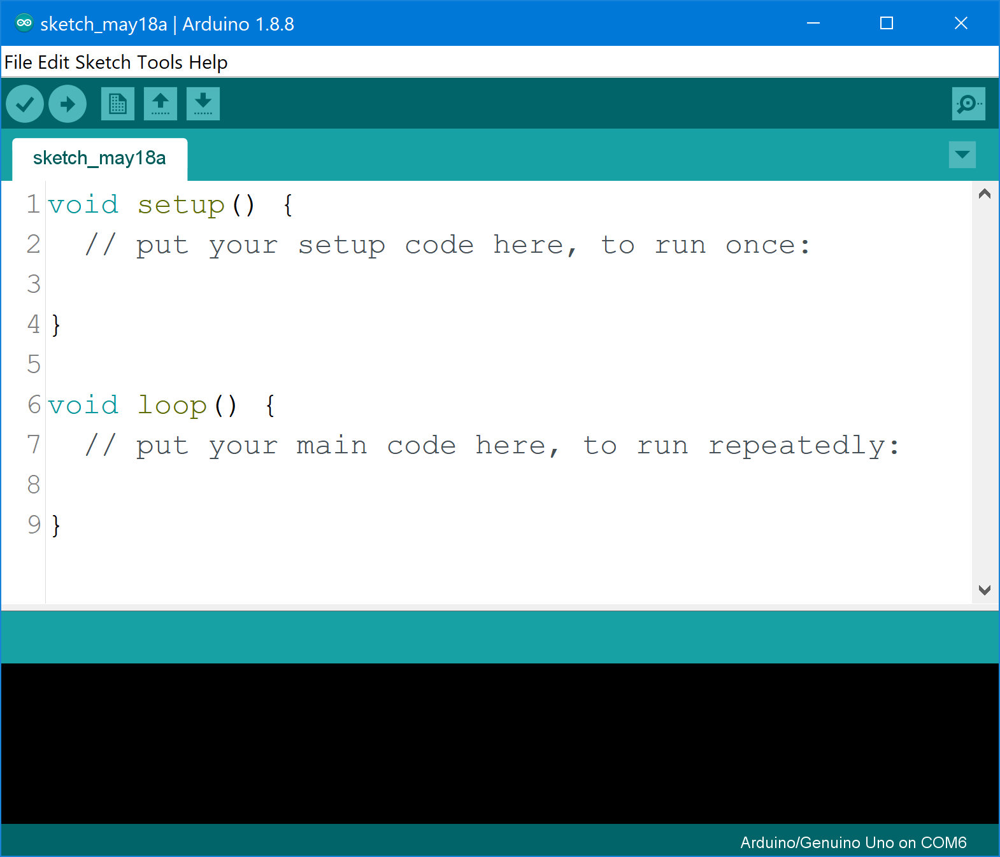 sketch_may18a | Arduino 1.8.8
File Edit Sketch Tools Help
sketch_may18a
1 void setup() {
2   // put your setup code here, to run once:
3
4 }
5
6 void loop() {
7   // put your main code here, to run repeatedly:
8
9 }
Arduino/Genuino Uno on COM6